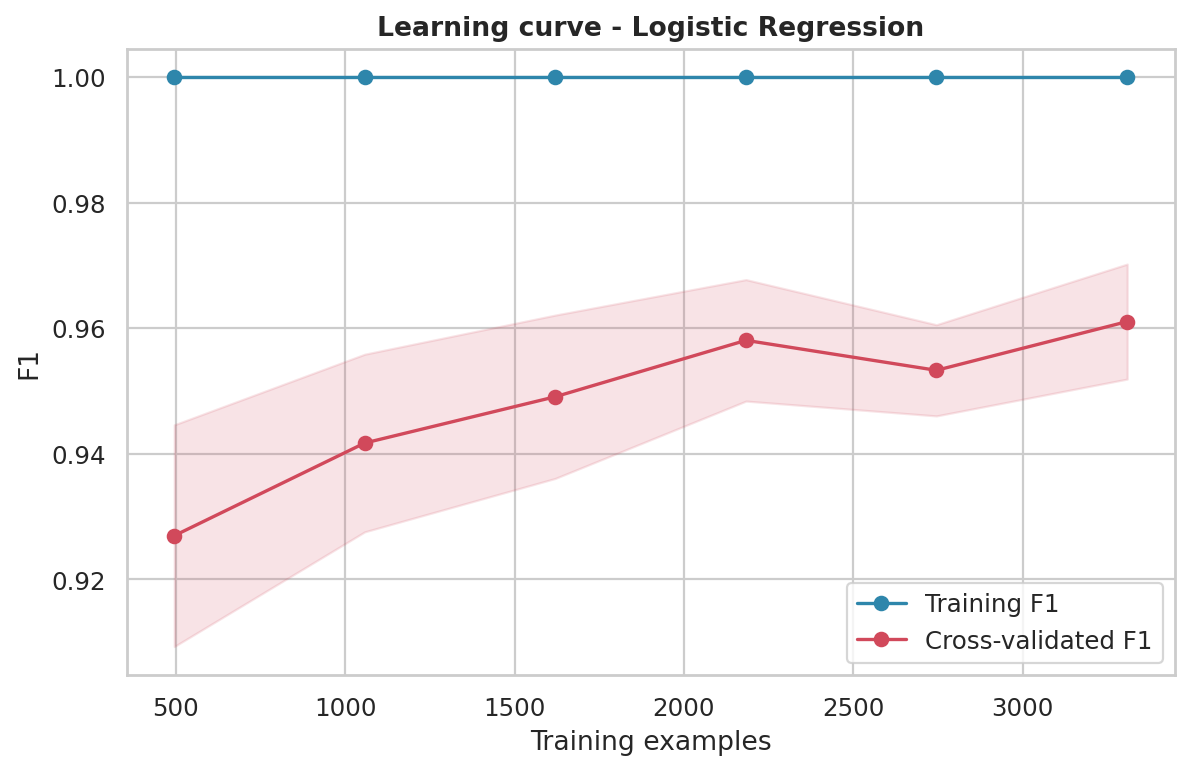 Learning curve - Logistic Regression
1.00
0.98
0.96
0.94
0.92
F1
Training F1
Cross-validated F1
500 1000 1500 2000 2500 3000
Training examples